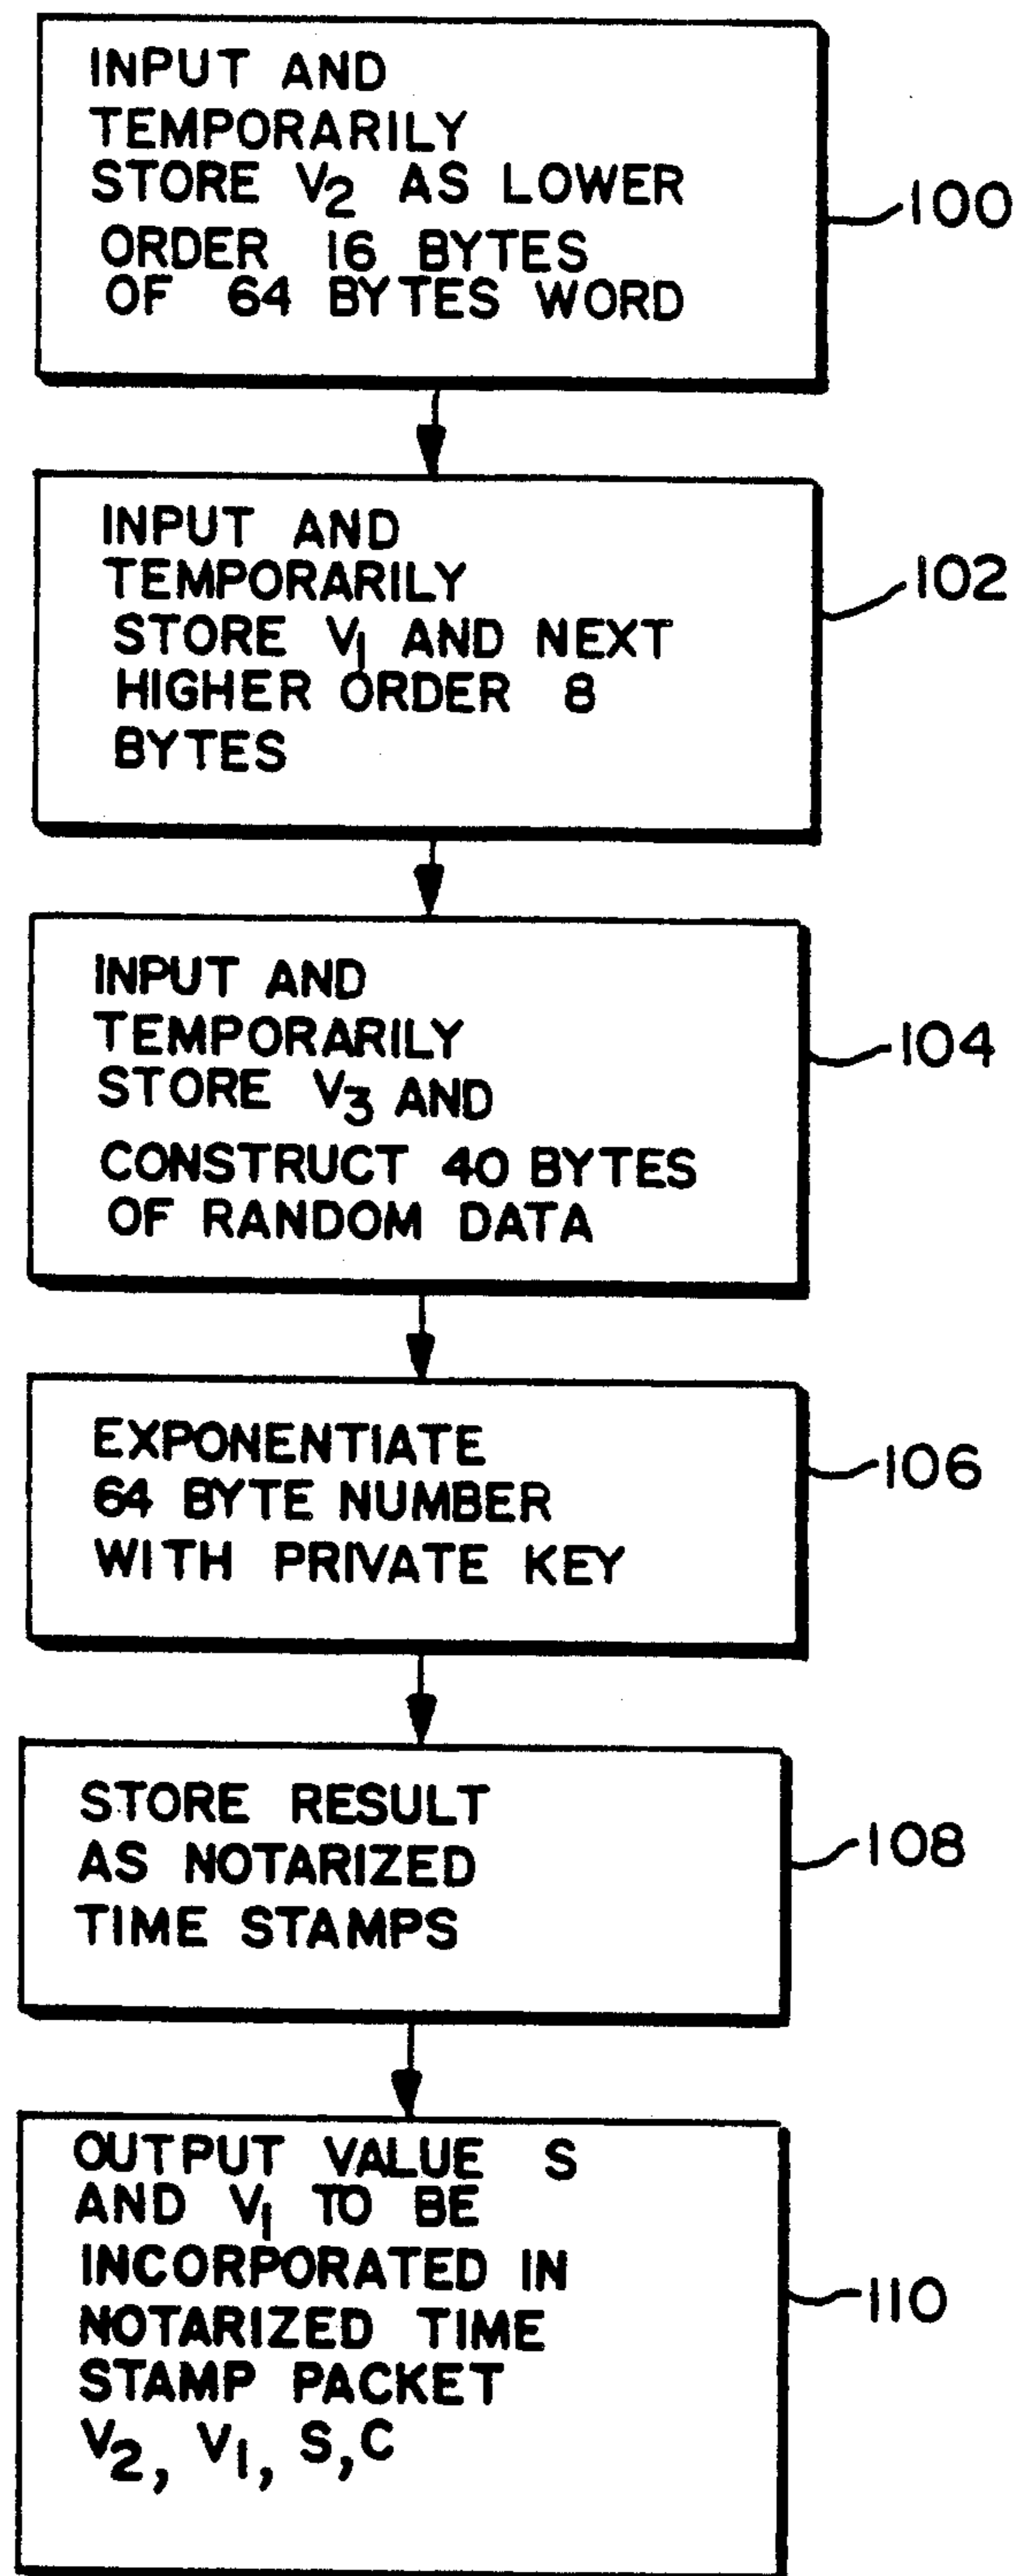 INPUT AND
TEMPORARILY
STORE V2 AS LOWER
ORDER 16 BYTES
OF 64 BYTES WORD
100
INPUT AND
TEMPORARILY
STORE V1 AND NEXT
HIGHER ORDER 8
BYTES
102
INPUT AND
TEMPORARILY
STORE V3 AND
CONSTRUCT 40 BYTES
OF RANDOM DATA
104
EXPONENTIATE
64 BYTE NUMBER
WITH PRIVATE KEY
106
STORE RESULT
AS NOTARIZED
TIME STAMPS
108
OUTPUT VALUE S
AND V1 TO BE
INCORPORATED IN
NOTARIZED TIME
STAMP PACKET
V2, V1, S,C
110